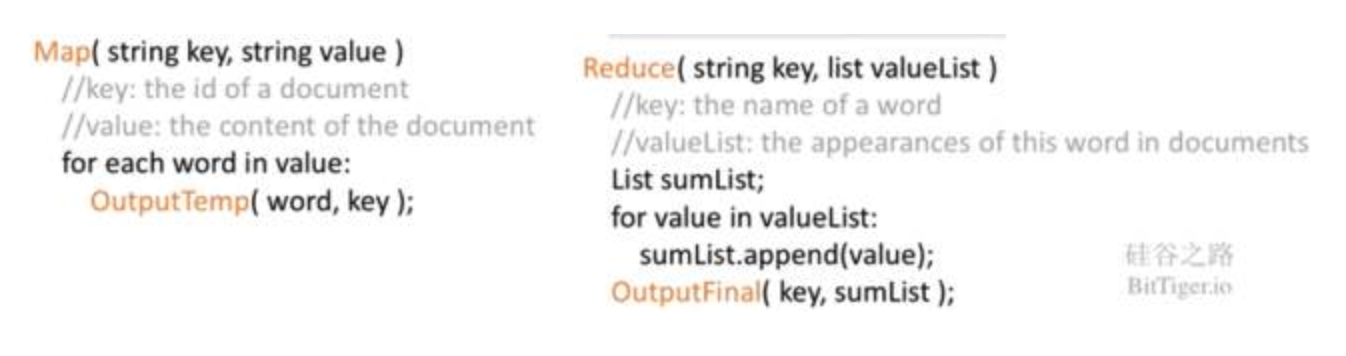 Map( string key, string value )
//key: the id of a document
//value: the content of the document
for each word in value:
OutputTemp( word, key );
Reduce( string key, list valueList )
//key: the name of a word
//valueList: the appearances of this word in documents
List sumList;
for value in valueList:
sumList.append(value);
OutputFinal( key, sumList );
硅谷之路
BitTiger.io